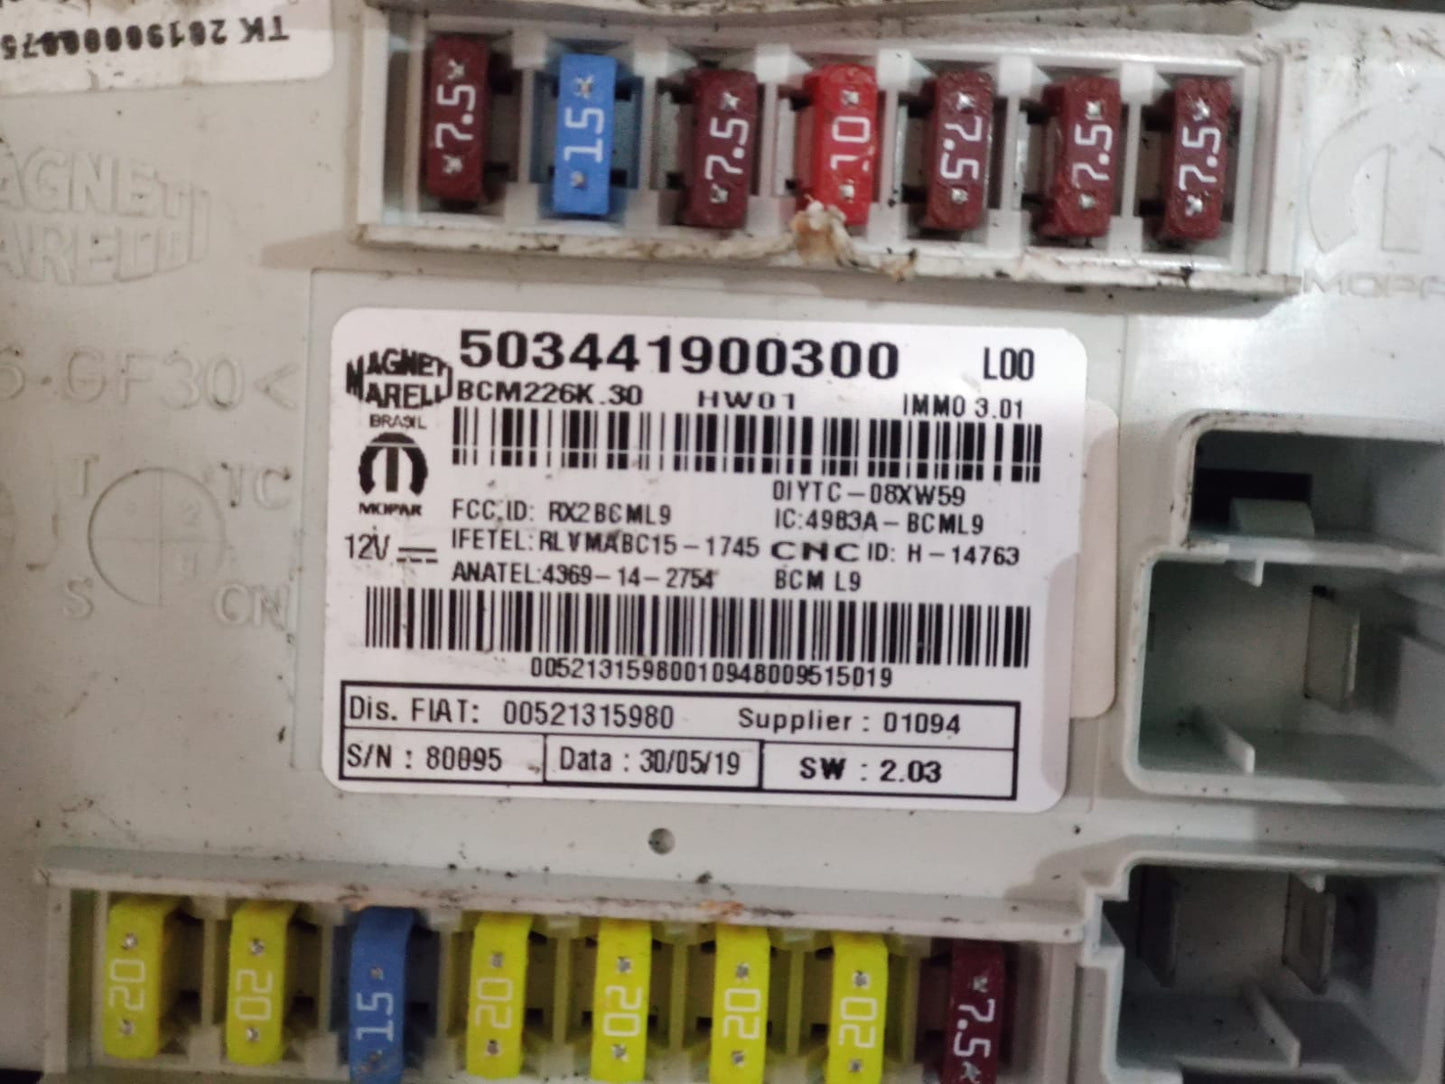 7.5
15
7.5
10
7.5
7.5
7.5
MAGNETI
MARELLI
GF30<
T
TC
S
ON
503441900300 L00
MAGNETI
MARELLI
BRASIL
MOPAR
BCM226K.30 HW01 IMMO 3.01
0IYTC-08XW59
FCC.ID: RX2BCML9 IC:4983A-BCML9
12V
IFETEL: RLVMABC15-1745 CNC ID: H-14763
ANATEL:4369-14-2754 BCM L9
00521315980010948009515019
Dis. FIAT: 00521315980 Supplier: 01094
S/N : 80095 Data : 30/05/19 SW : 2.03
20
20
15
20
20
20
20
7.5